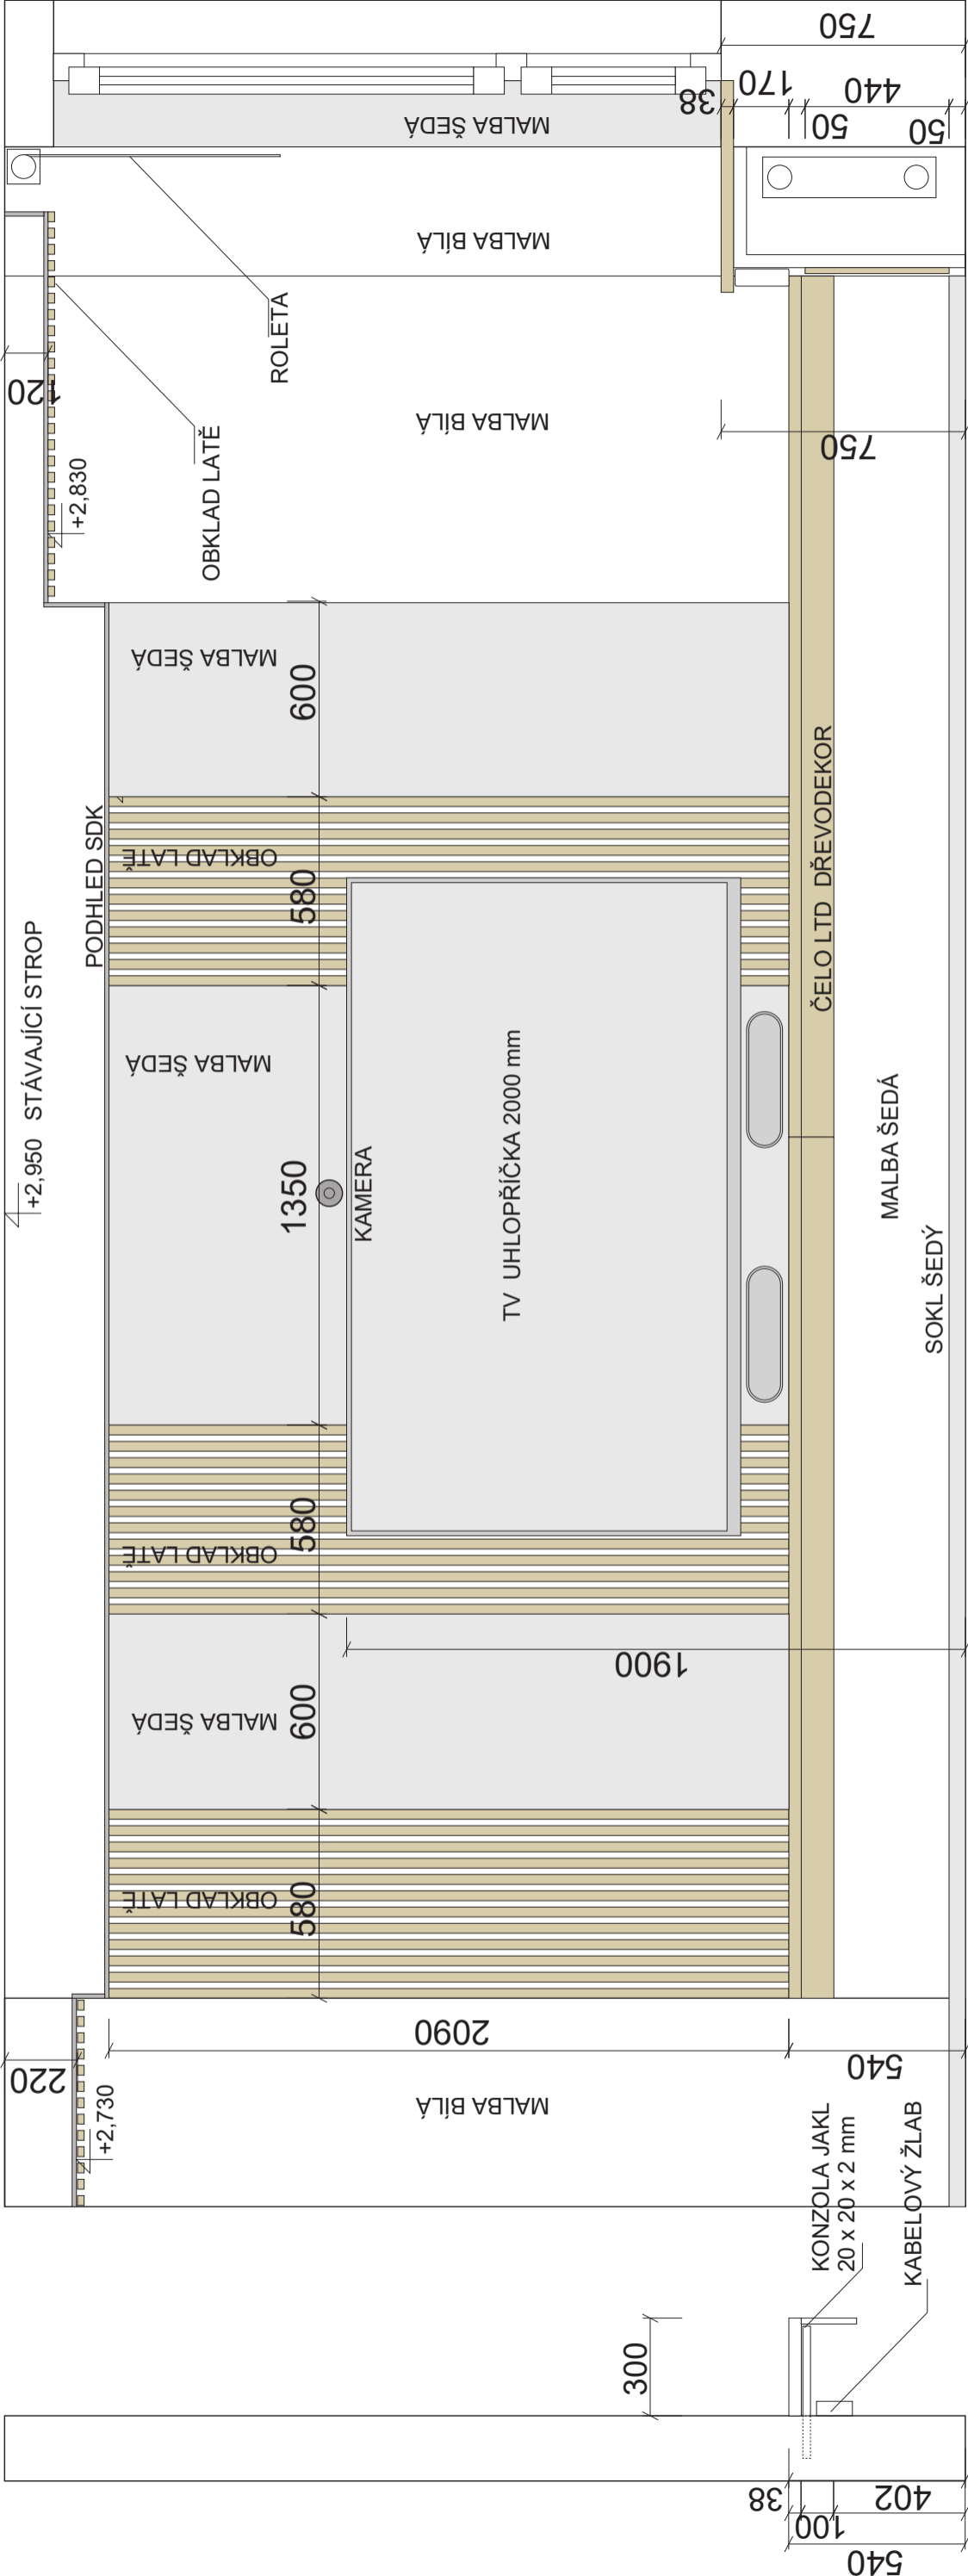 +2,950 STÁVAJÍCÍ STROP
PODHLED SDK
220
+2,730
120
+2,830
OBKLAD LATĚ
ROLETA
MALBA BÍLÁ
2090
540
OBKLAD LATĚ
580
MALBA ŠEDÁ
600
OBKLAD LATĚ
580
MALBA ŠEDÁ
1350
KAMERA
TV UHLOPŘÍČKA 2000 mm
OBKLAD LATĚ
580
MALBA ŠEDÁ
600
1900
MALBA BÍLÁ
MALBA BÍLÁ
MALBA ŠEDÁ
750
750
38
170
50
440
50
ČELO LTD DŘEVODEKOR
MALBA ŠEDÁ
SOKL ŠEDÝ
300
KONZOLA JAKL
20 x 20 x 2 mm
KABELOVÝ ŽLAB
38
100
402
540